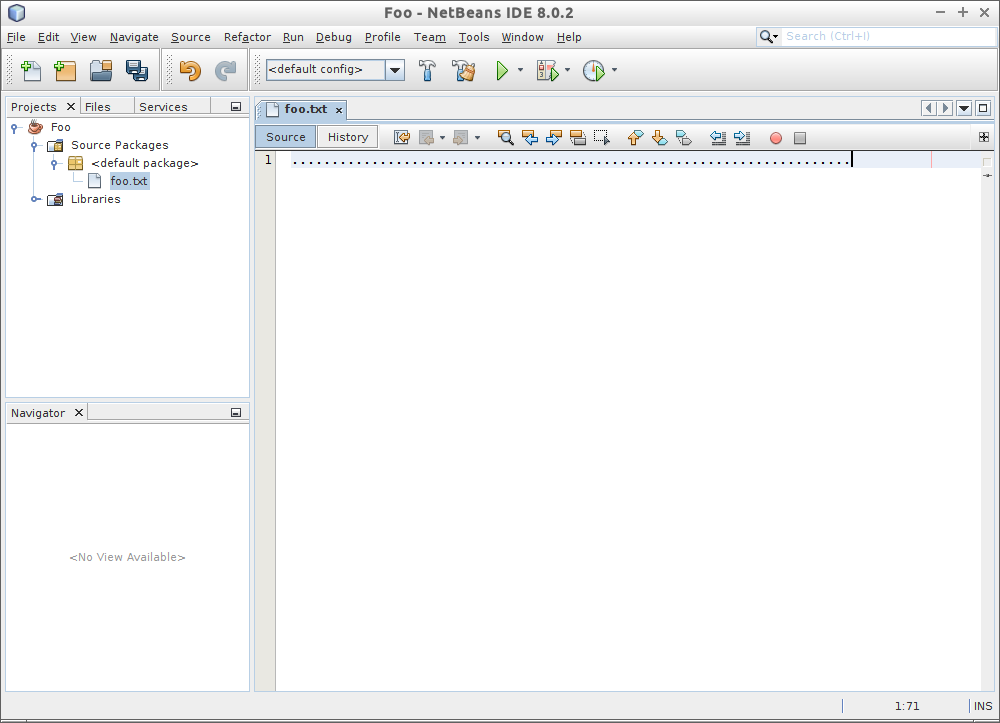 Foo - NetBeans IDE 8.0.2
File Edit View Navigate Source Refactor Run Debug Profile Team Tools Window Help Search (Ctrl+I)
<default config>
Projects Files Services
foo.txt
Foo
Source Packages
<default package>
foo.txt
Libraries
Source History
1 ......................................................................
Navigator
<No View Available>
1:71 INS